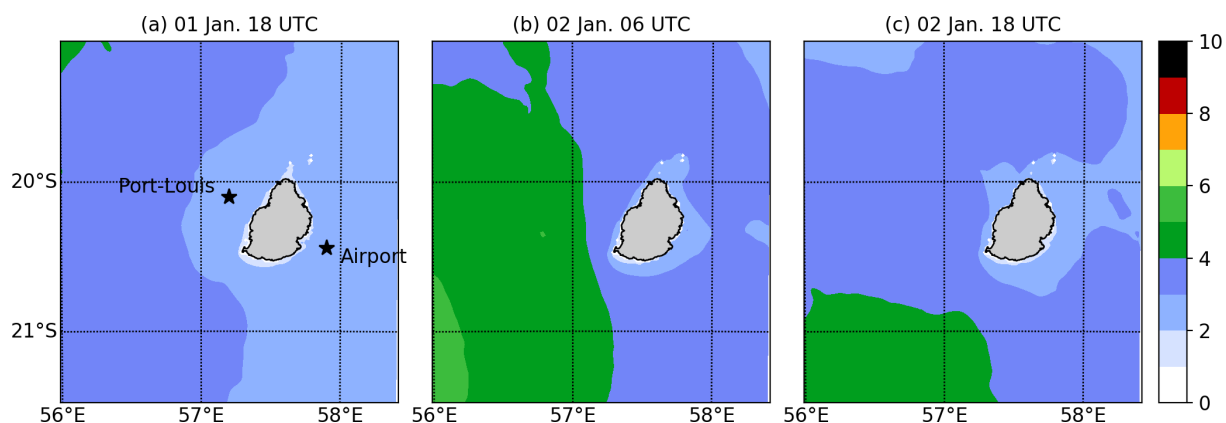 (a) 01 Jan. 18 UTC
(b) 02 Jan. 06 UTC
(c) 02 Jan. 18 UTC
10
8
6
4
2
0
20°S
21°S
Port-Louis
Airport
56°E
57°E
58°E
56°E
57°E
58°E
56°E
57°E
58°E